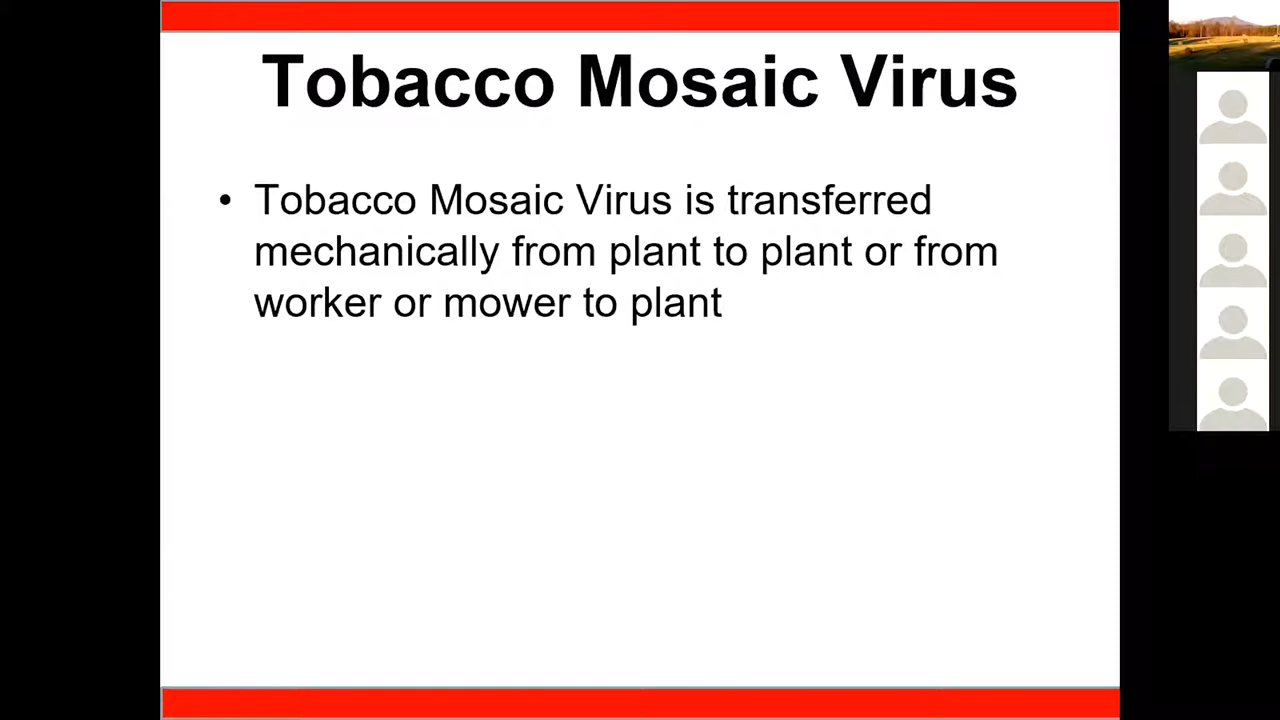 Tobacco Mosaic Virus
• Tobacco Mosaic Virus is transferred
mechanically from plant to plant or from
worker or mower to plant